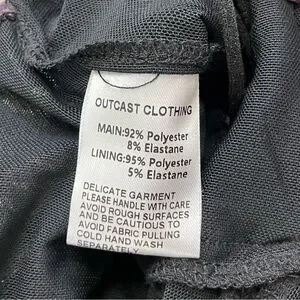 OUTCAST CLOTHING
MAIN:92% Polyester
8% Elastane
LINING:95% Polyester
5% Elastane
DELICATE GARMENT
PLEASE HANDLE WITH CARE
AVOID ROUGH SURFACES
AND BE CAUTIOUS TO
AVOID FABRIC PULLING
COLD HAND WASH
SEPARATELY